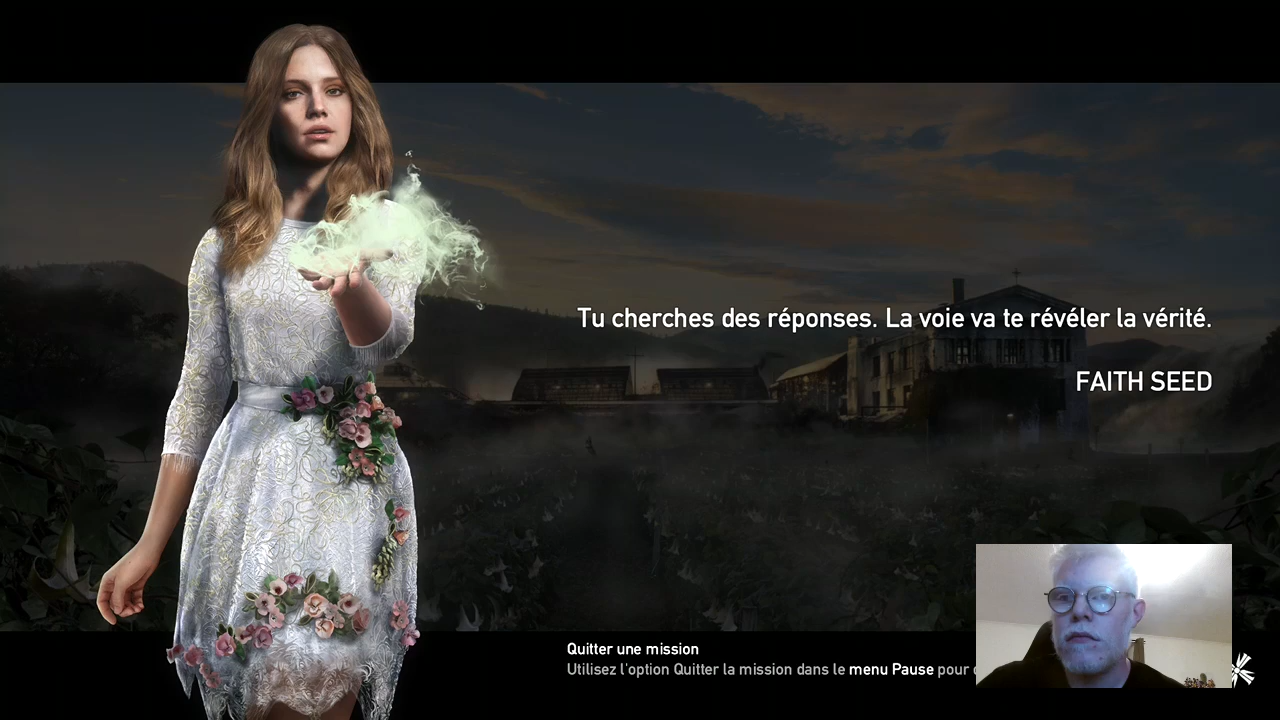 Tu cherches des réponses. La voie va te révéler la vérité.
FAITH SEED
Quitter une mission
Utilisez l'option Quitter la mission dans le menu Pause pour